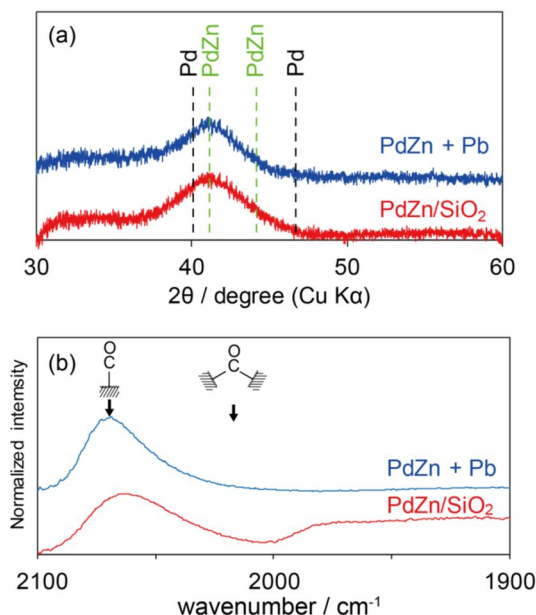 (a)
Pd
PdZn
PdZn
Pd
PdZn + Pb
PdZn/SiO₂
30 40 50 60
2θ / degree (Cu Kα)
(b)
O
C
O
C
Normalized intemsity
PdZn + Pb
PdZn/SiO₂
2100 2000 1900
wavenumber / cm⁻¹